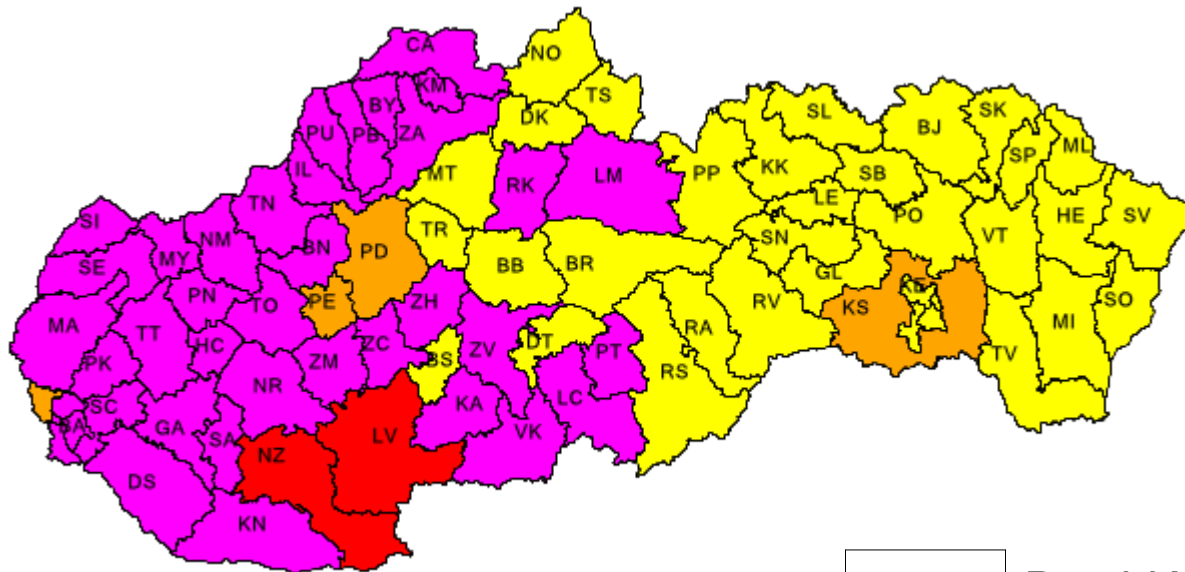 CA
NO
KM
TS
BY
DK
PU
PB
ZA
SL
BJ
SK
ML
SP
IL
MT
RK
LM
PP
KK
SB
LE
TN
PO
HE
SV
SI
NM
BN
PD
TR
SN
VT
SE
MY
BB
BR
GL
PN
TO
PE
ZH
RV
KS
KE
SO
MA
TT
HC
ZM
ZC
BS
ZV
DT
PT
RA
MI
PK
NR
RS
TV
SC
KA
LC
BA
GA
SA
NZ
LV
VK
DS
KN